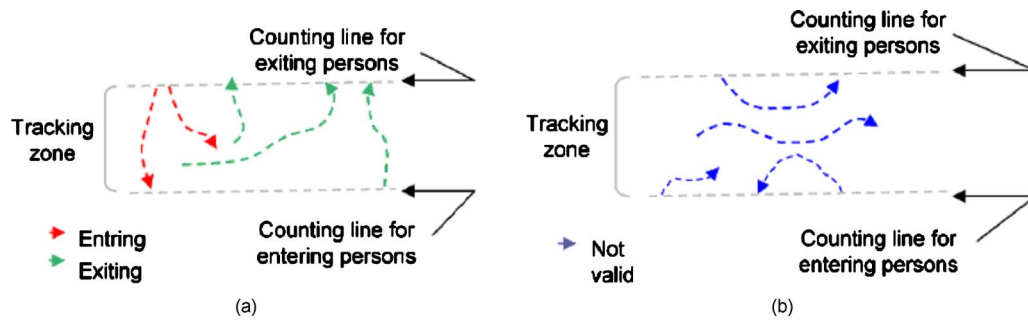 Counting line for
exiting persons
Tracking
zone
Counting line for
entering persons
Entring
Exiting
(a)
Counting line for
exiting persons
Tracking
zone
Counting line for
entering persons
Not
valid
(b)